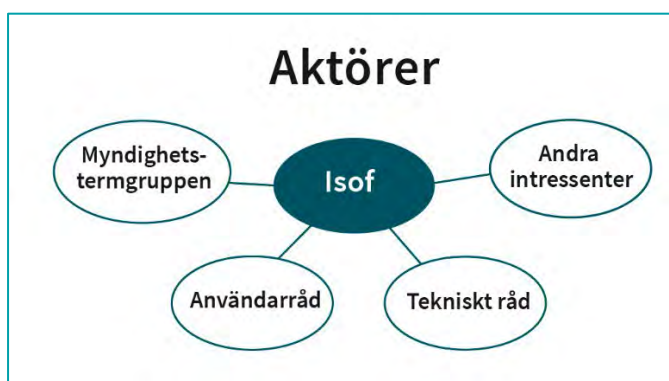 Aktörer
Myndighets-
termgruppen
Isof
Andra
intressenter
Användarråd
Tekniskt råd